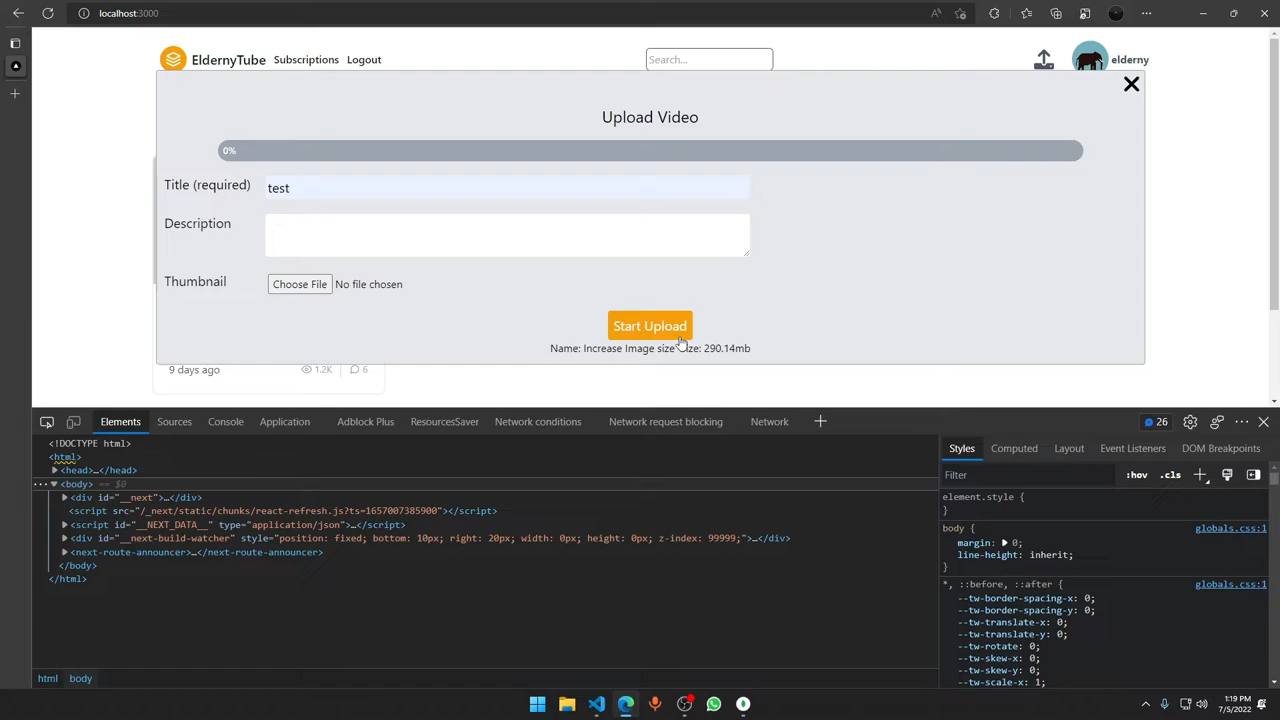 localhost:3000
EldernyTube Subscriptions Logout
Search...
elderny
Upload Video
0%
Title (required)
test
Description
Thumbnail
Choose File No file chosen
Start Upload
Name: Increase Image size Size: 290.14mb
9 days ago
1.2K
6
Elements Sources Console Application Adblock Plus ResourcesSaver Network conditions Network request blocking Network
26
<!DOCTYPE html>
<html>
<head>…</head>
<body> == $0
<div id="__next">…</div>
<script src="/_next/static/chunks/react-refresh.js?ts=1657007385900"></script>
<script id="__NEXT_DATA__" type="application/json">…</script>
<div id="__next-build-watcher" style="position: fixed; bottom: 10px; right: 20px; width: 0px; height: 0px; z-index: 99999;">…</div>
<next-route-announcer>…</next-route-announcer>
</body>
</html>
html body
Styles Computed Layout Event Listeners DOM Breakpoints
Filter
:hov .cls
element.style {
}
body { globals.css:1
margin: 0;
line-height: inherit;
}
*, ::before, ::after { globals.css:1
--tw-border-spacing-x: 0;
--tw-border-spacing-y: 0;
--tw-translate-x: 0;
--tw-translate-y: 0;
--tw-rotate: 0;
--tw-skew-x: 0;
--tw-skew-y: 0;
--tw-scale-x: 1;
1:19 PM
7/5/2022